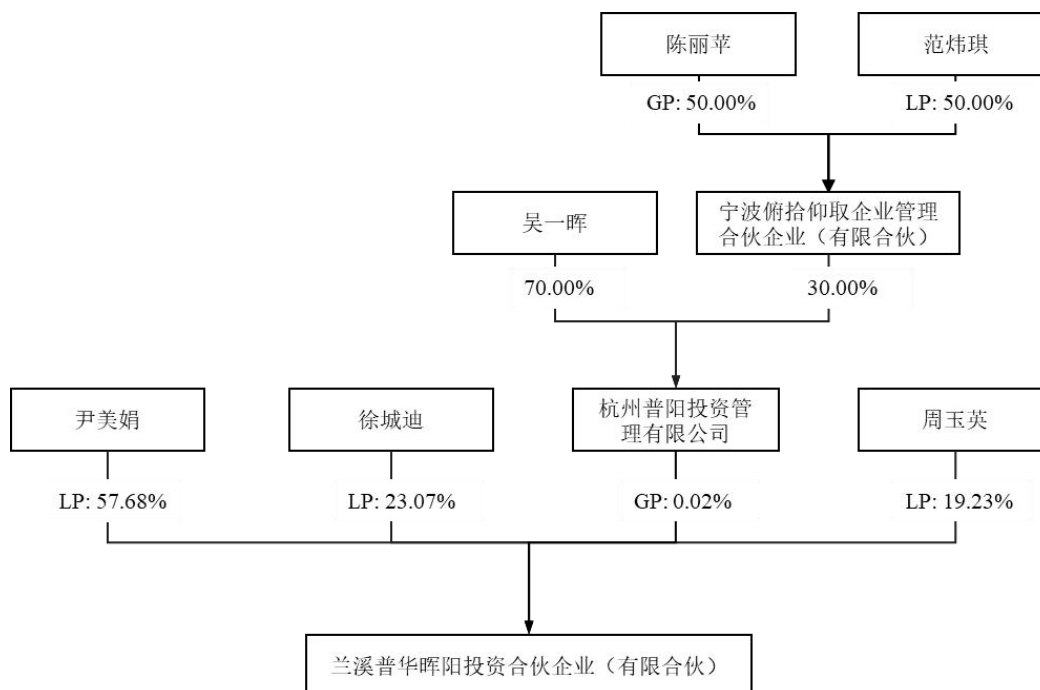 陈丽苹
范炜琪
GP: 50.00%
LP: 50.00%
吴一晖
宁波俯拾仰取企业管理
合伙企业（有限合伙）
70.00%
30.00%
尹美娟
徐城迪
杭州普阳投资管
理有限公司
周玉英
LP: 57.68%
LP: 23.07%
GP: 0.02%
LP: 19.23%
兰溪普华晖阳投资合伙企业（有限合伙）